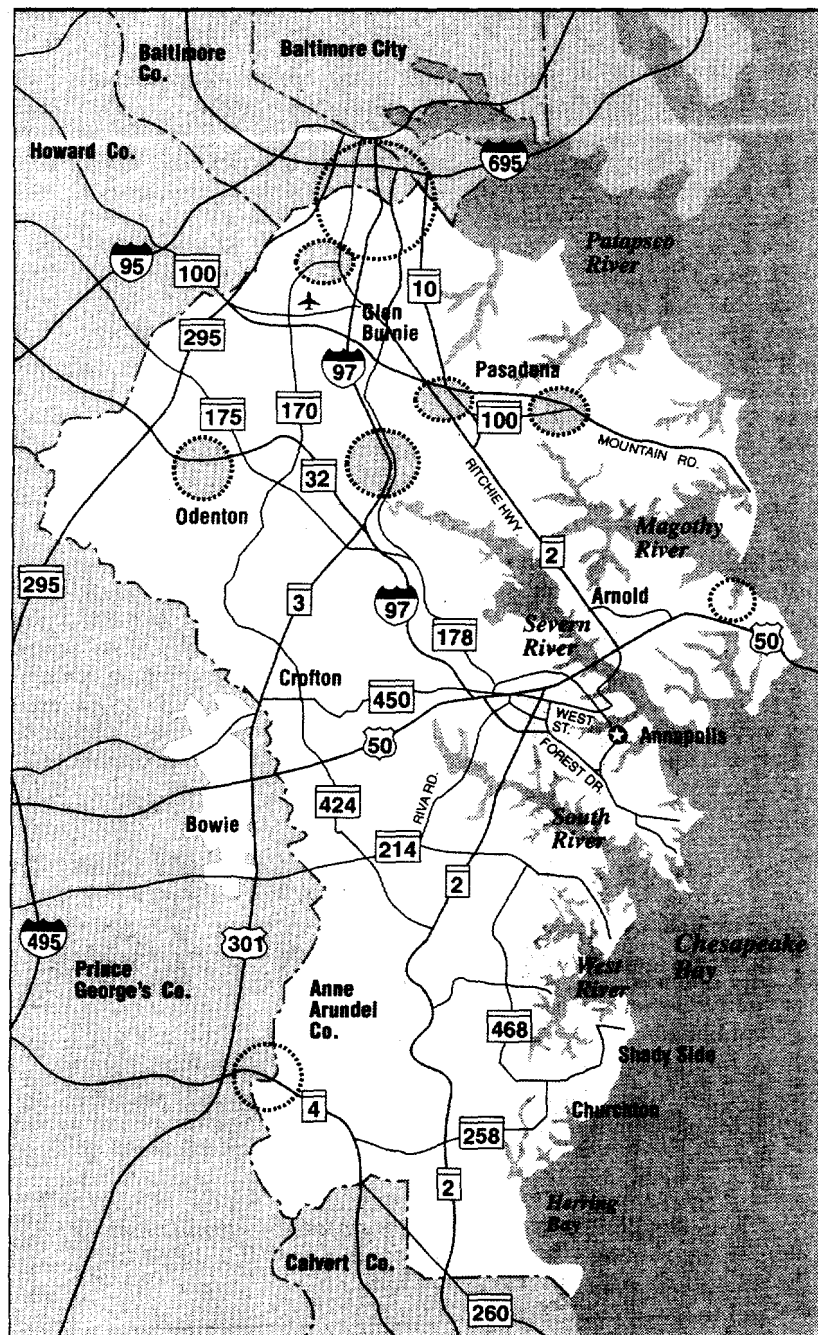 Baltimore
Co.
Baltimore City
Howard Co.
695
Patapsco
River
95
100
10
295
Glen
Burnie
97
Pasadena
175
170
100
MOUNTAIN RD.
32
RITCHIE HWY
Odenton
Magothy
River
2
295
3
97
Arnold
178
Severn
River
50
Crofton
450
WEST
ST.
Annapolis
50
FOREST DR.
RIVA RD.
424
Bowie
South
River
214
2
495
301
Chesapeake
Bay
Prince
George's Co.
Anne
Arundel
Co.
West
River
468
Shady Side
4
Churchton
258
2
Herring
Bay
Calvert Co.
260